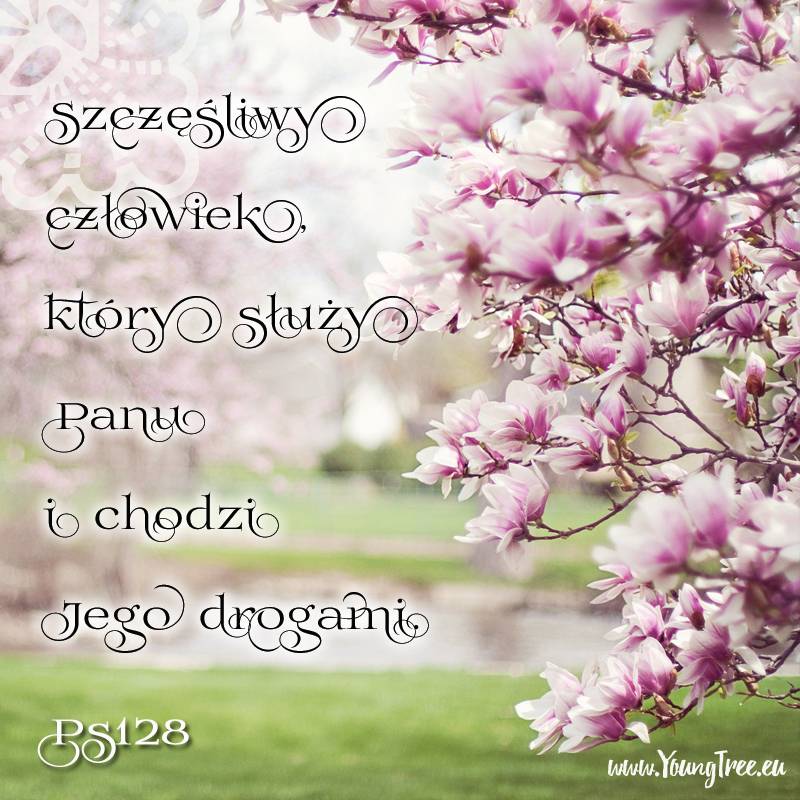 Szczęśliwy
człowiek,
który służy
Panu
i chodzi
Jego drogami
PS128
www.YoungTree.eu